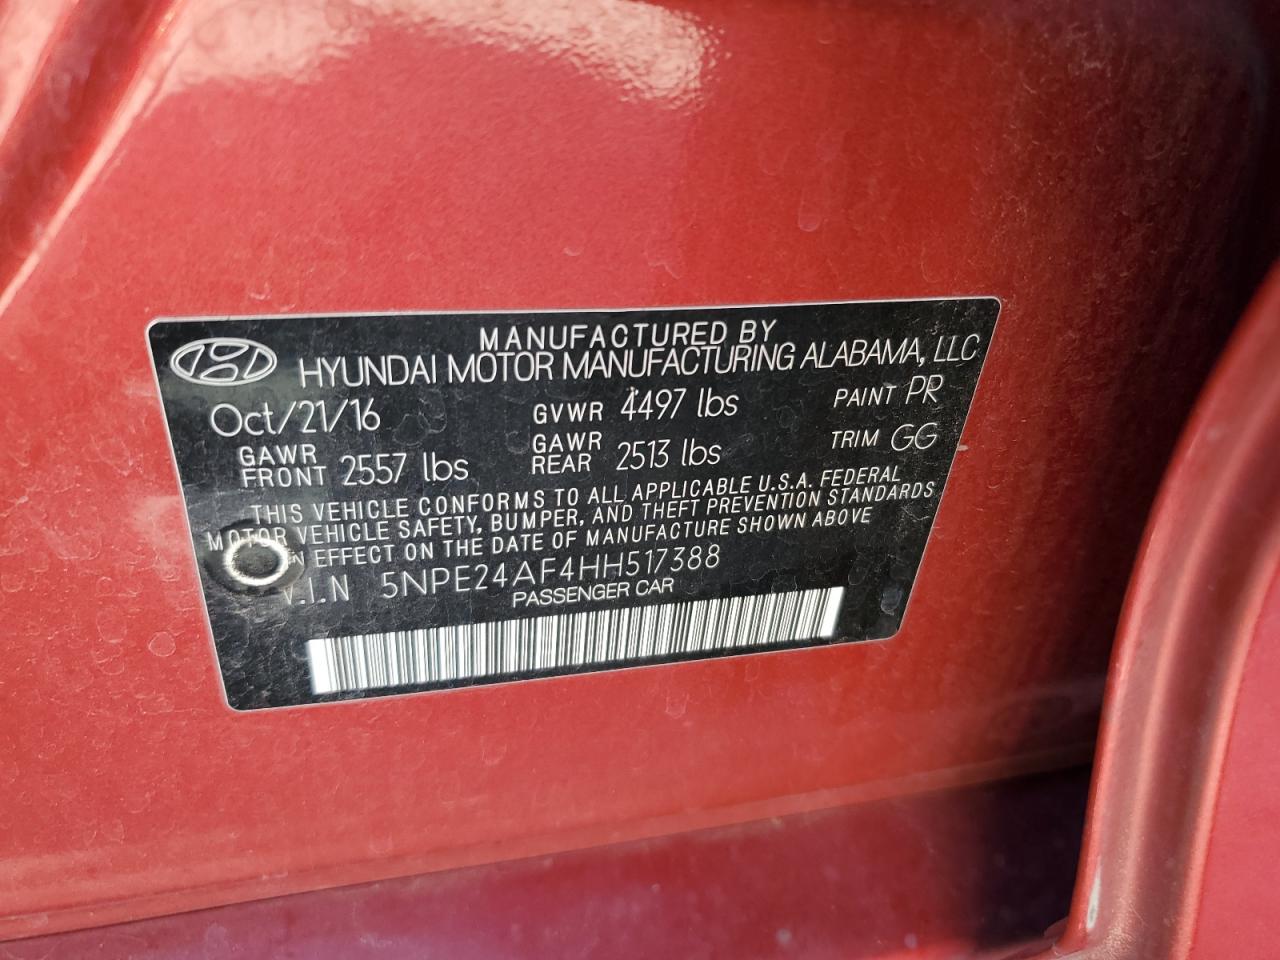 MANUFACTURED BY
HYUNDAI MOTOR MANUFACTURING ALABAMA, LLC
Oct/21/16 GVWR 4497 lbs PAINT PR
GAWR FRONT 2557 lbs GAWR REAR 2513 lbs TRIM GG
THIS VEHICLE CONFORMS TO ALL APPLICABLE U.S.A. FEDERAL
MOTOR VEHICLE SAFETY, BUMPER, AND THEFT PREVENTION STANDARDS
IN EFFECT ON THE DATE OF MANUFACTURE SHOWN ABOVE
V.I.N 5NPE24AF4HH517388
PASSENGER CAR